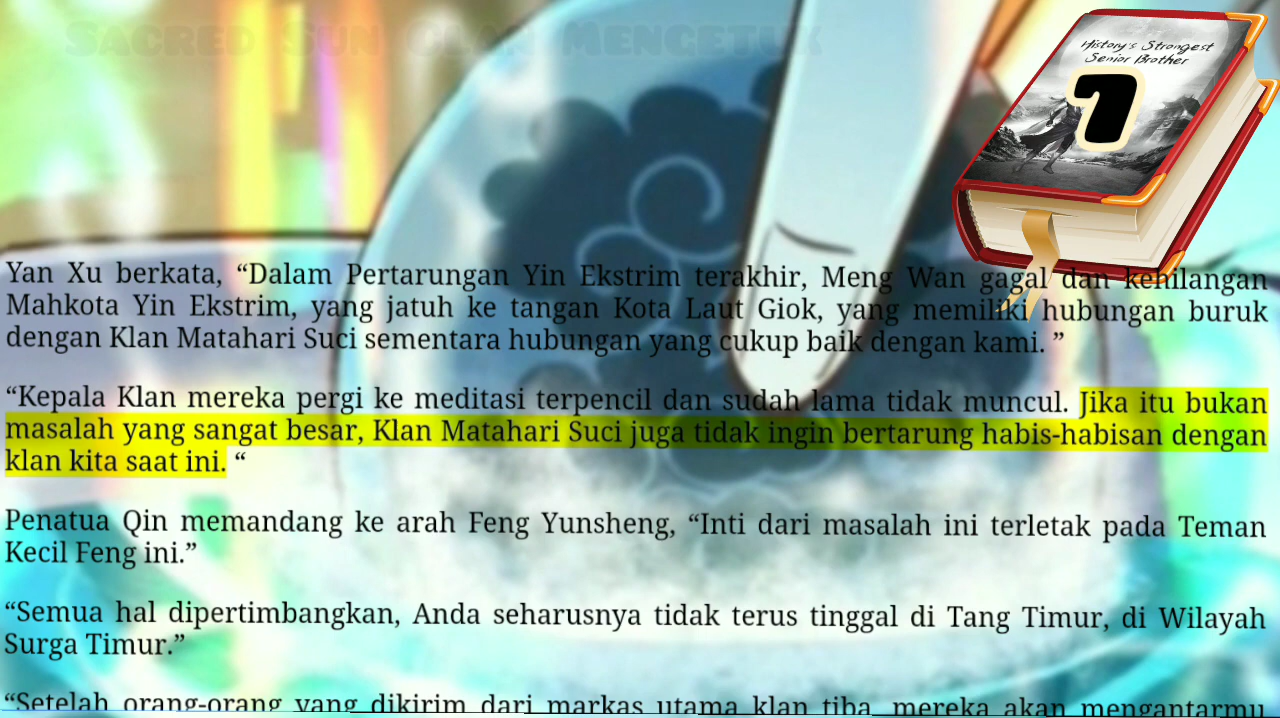 Sacred Sun Clan Mengetuk
History's Strongest
Senior Brother
1
Yan Xu berkata, “Dalam Pertarungan Yin Ekstrim terakhir, Meng Wan gagal dan kehilangan
Mahkota Yin Ekstrim, yang jatuh ke tangan Kota Laut Giok, yang memiliki hubungan buruk
dengan Klan Matahari Suci sementara hubungan yang cukup baik dengan kami. ”
“Kepala Klan mereka pergi ke meditasi terpencil dan sudah lama tidak muncul. Jika itu bukan
masalah yang sangat besar, Klan Matahari Suci juga tidak ingin bertarung habis-habisan dengan
klan kita saat ini. “
Penatua Qin memandang ke arah Feng Yunsheng, “Inti dari masalah ini terletak pada Teman
Kecil Feng ini.”
“Semua hal dipertimbangkan, Anda seharusnya tidak terus tinggal di Tang Timur, di Wilayah
Surga Timur.”
“Setelah orang-orang yang dikirim dari markas utama klan tiba, mereka akan mengantarmu